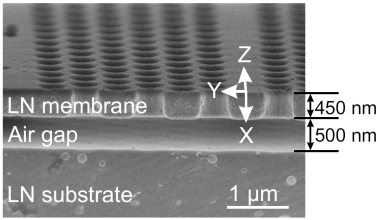 Z
Y
X
LN membrane
450 nm
Air gap
500 nm
LN substrate
1 µm